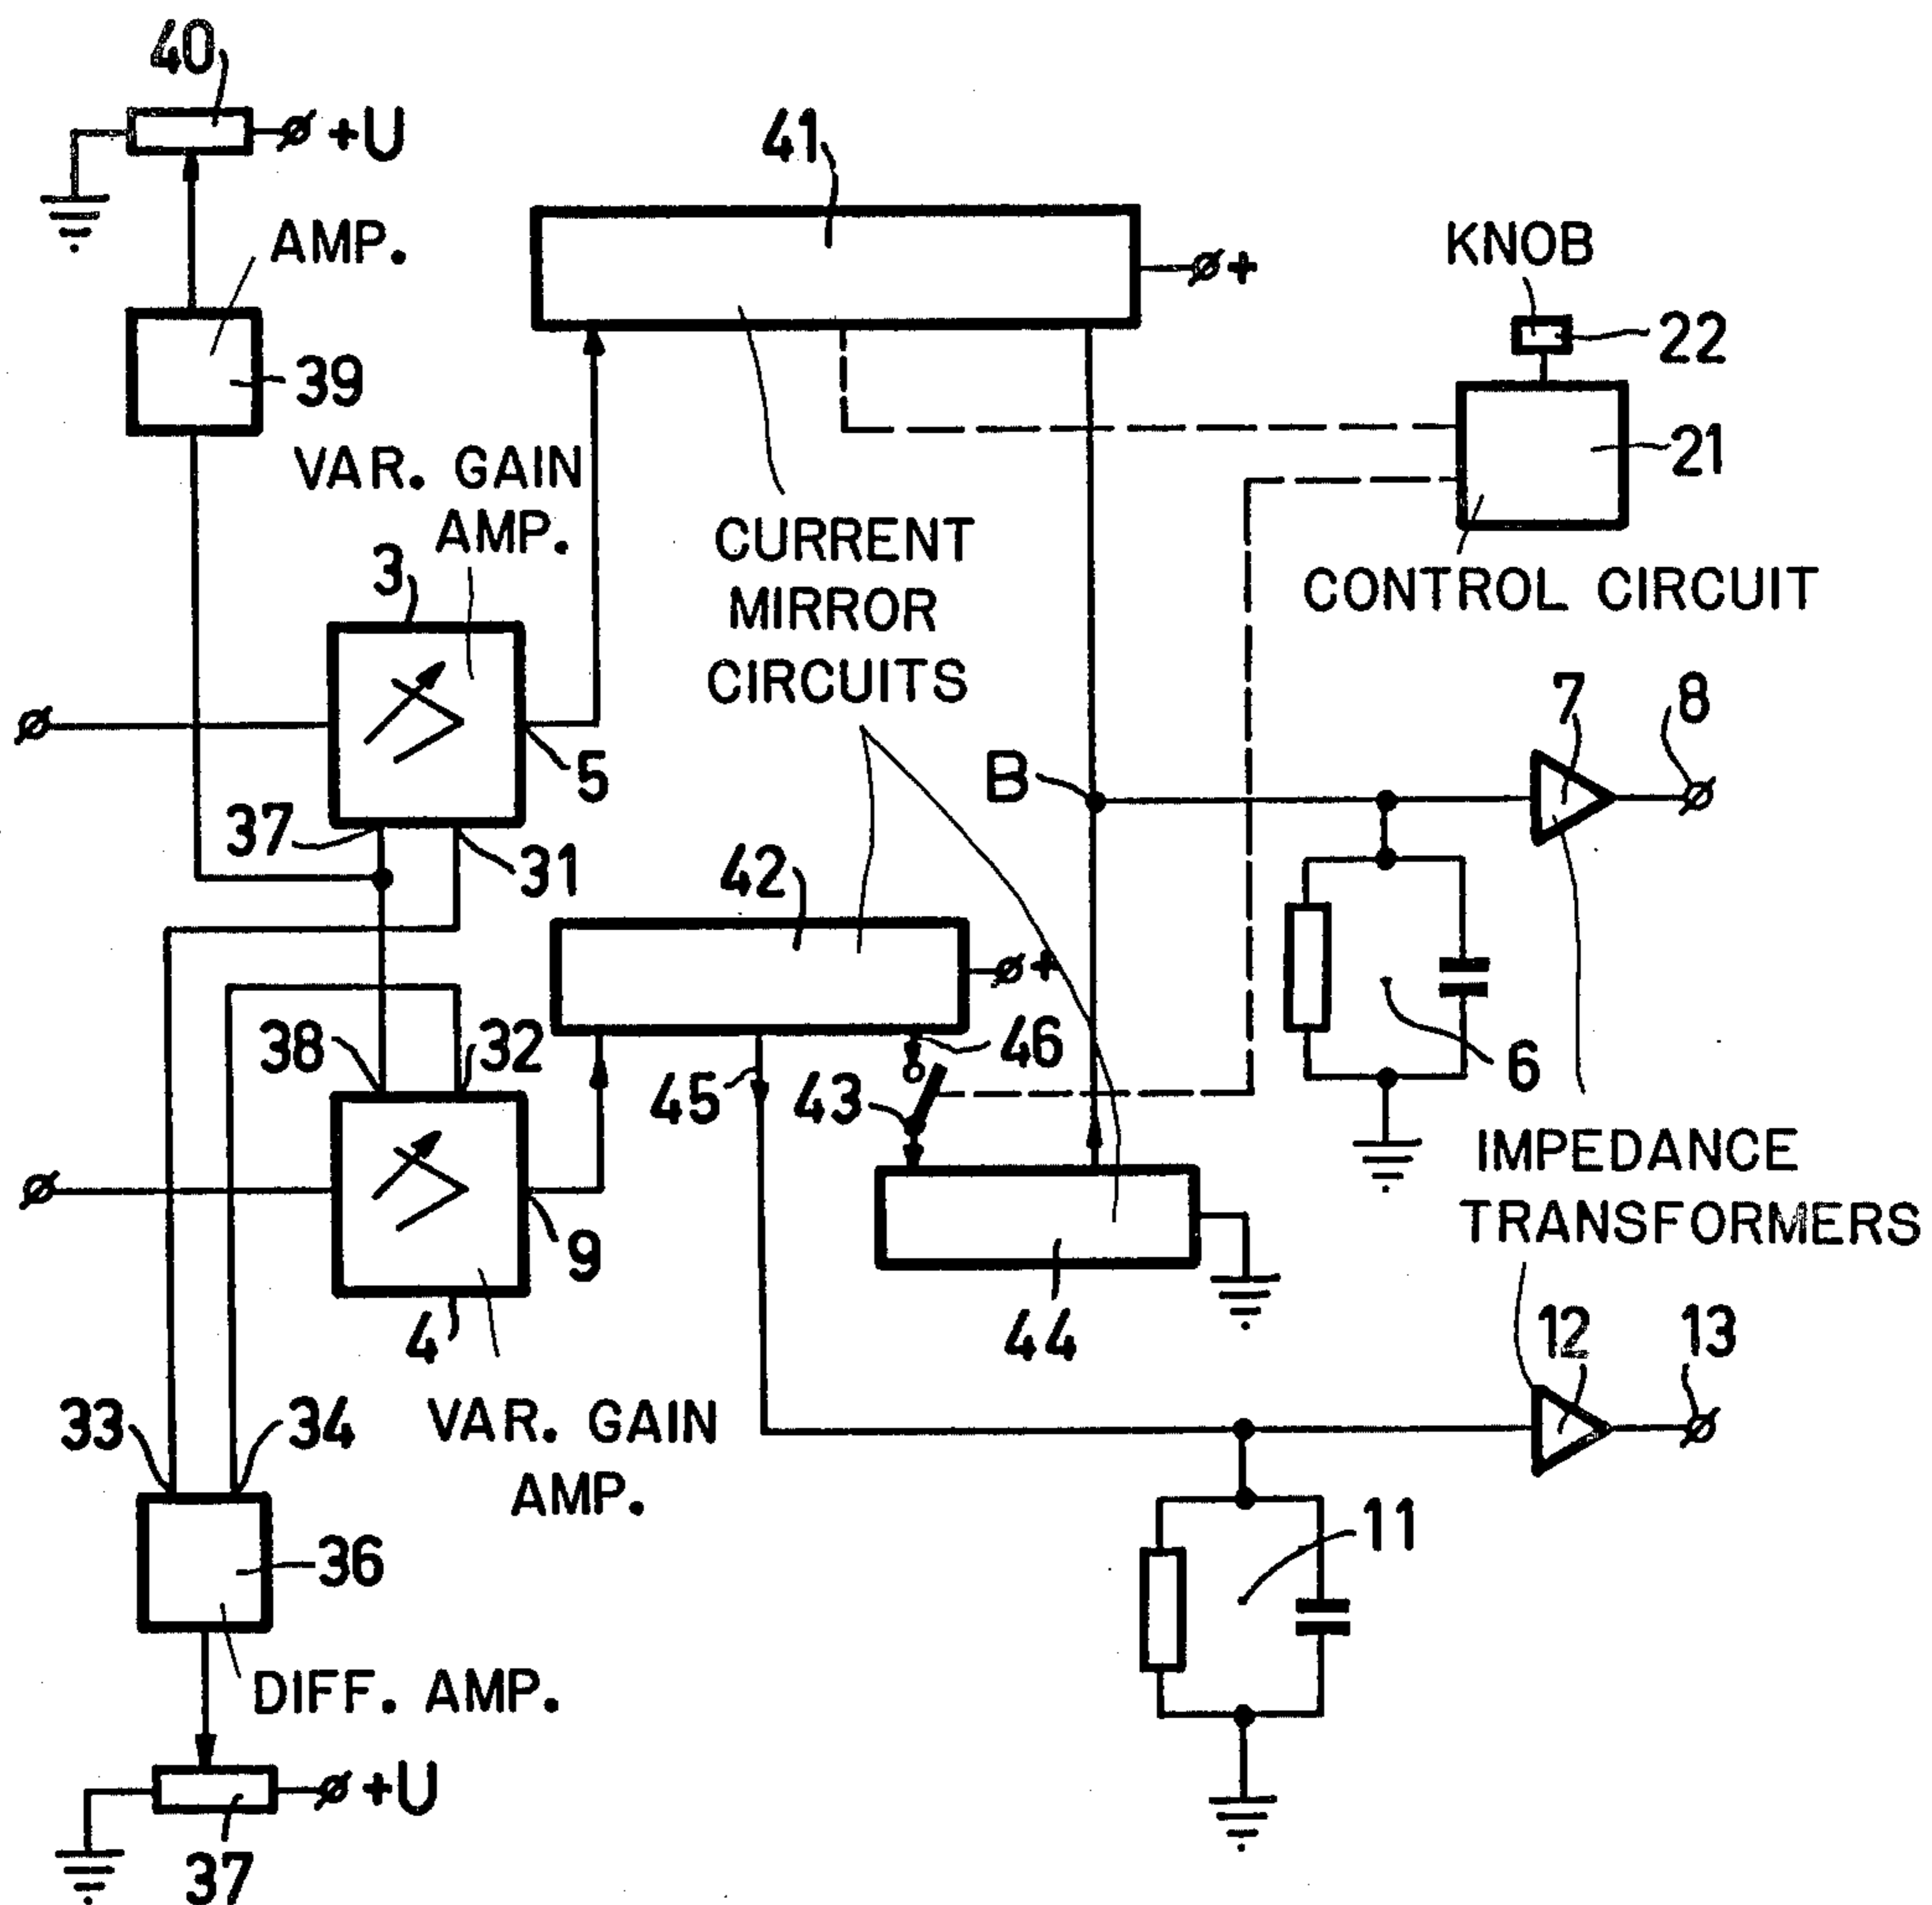 40
+U
41
AMP.
+
KNOB
22
39
21
VAR. GAIN
AMP.
CURRENT
MIRROR
CIRCUITS
3
CONTROL CIRCUIT
5
B
7
8
37
31
42
+
38
32
46
45
43
6
IMPEDANCE
TRANSFORMERS
9
4
44
12
13
33
34
VAR. GAIN
AMP.
36
11
DIFF. AMP.
+U
37